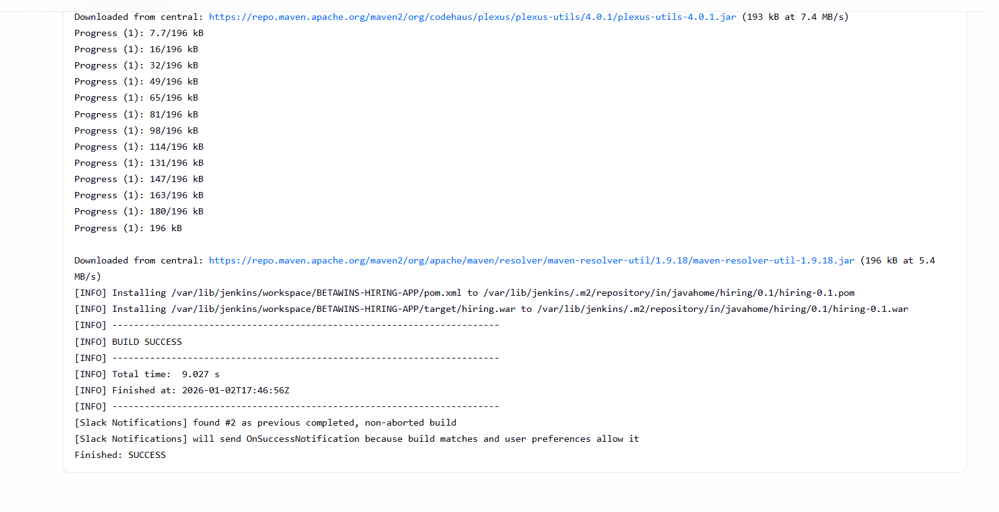 Downloaded from central: https://repo.maven.apache.org/maven2/org/codehaus/plexus/plexus-utils/4.0.1/plexus-utils-4.0.1.jar (193 kB at 7.4 MB/s)
Progress (1): 7.7/196 kB
Progress (1): 16/196 kB
Progress (1): 32/196 kB
Progress (1): 49/196 kB
Progress (1): 65/196 kB
Progress (1): 81/196 kB
Progress (1): 98/196 kB
Progress (1): 114/196 kB
Progress (1): 131/196 kB
Progress (1): 147/196 kB
Progress (1): 163/196 kB
Progress (1): 180/196 kB
Progress (1): 196 kB
Downloaded from central: https://repo.maven.apache.org/maven2/org/apache/maven/resolver/maven-resolver-util/1.9.18/maven-resolver-util-1.9.18.jar (196 kB at 5.4
MB/s)
[INFO] Installing /var/lib/jenkins/workspace/BETAWINS-HIRING-APP/pom.xml to /var/lib/jenkins/.m2/repository/in/javahome/hiring/0.1/hiring-0.1.pom
[INFO] Installing /var/lib/jenkins/workspace/BETAWINS-HIRING-APP/target/hiring.war to /var/lib/jenkins/.m2/repository/in/javahome/hiring/0.1/hiring-0.1.war
[INFO] ------------------------------------------------------------------------
[INFO] BUILD SUCCESS
[INFO] ------------------------------------------------------------------------
[INFO] Total time:  9.027 s
[INFO] Finished at: 2026-01-02T17:46:56Z
[INFO] ------------------------------------------------------------------------
[Slack Notifications] found #2 as previous completed, non-aborted build
[Slack Notifications] will send OnSuccessNotification because build matches and user preferences allow it
Finished: SUCCESS